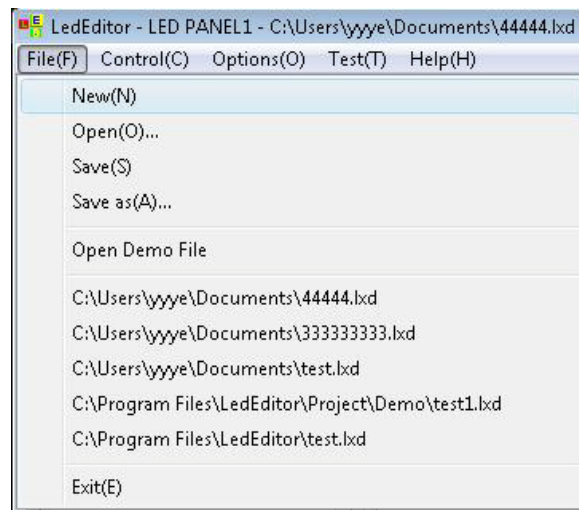 LedEditor - LED PANEL1 - C:\Users\yyye\Documents\44444.lxd
File(F) Control(C) Options(O) Test(T) Help(H)
New(N)
Open(O)...
Save(S)
Save as(A)...
Open Demo File
C:\Users\yyye\Documents\44444.lxd
C:\Users\yyye\Documents\333333333.lxd
C:\Users\yyye\Documents\test.lxd
C:\Program Files\LedEditor\Project\Demo\test1.lxd
C:\Program Files\LedEditor\test.lxd
Exit(E)